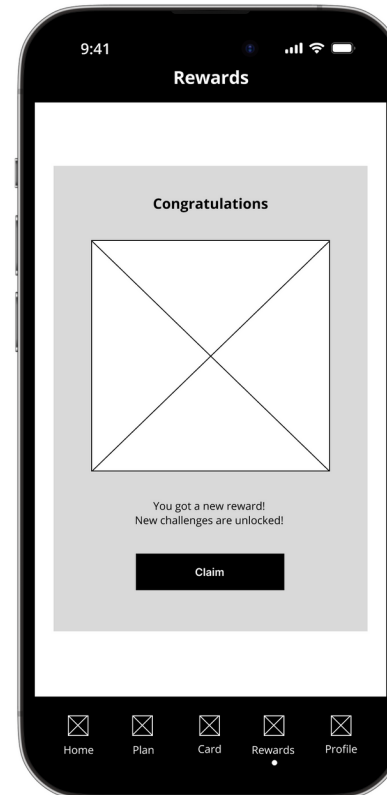 9:41
Rewards
Congratulations
You got a new reward!
New challenges are unlocked!
Claim
Home Plan Card Rewards Profile